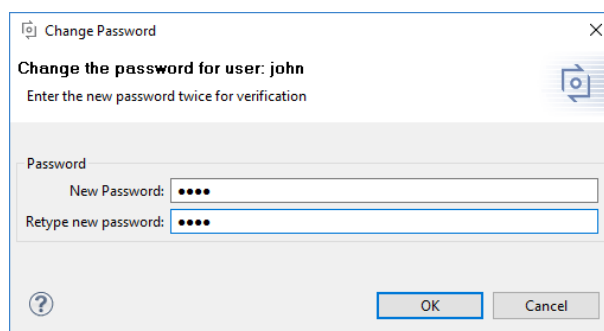 Change Password
Change the password for user: john
Enter the new password twice for verification
Password
New Password: ●●●●
Retype new password: ●●●●
?
OK Cancel